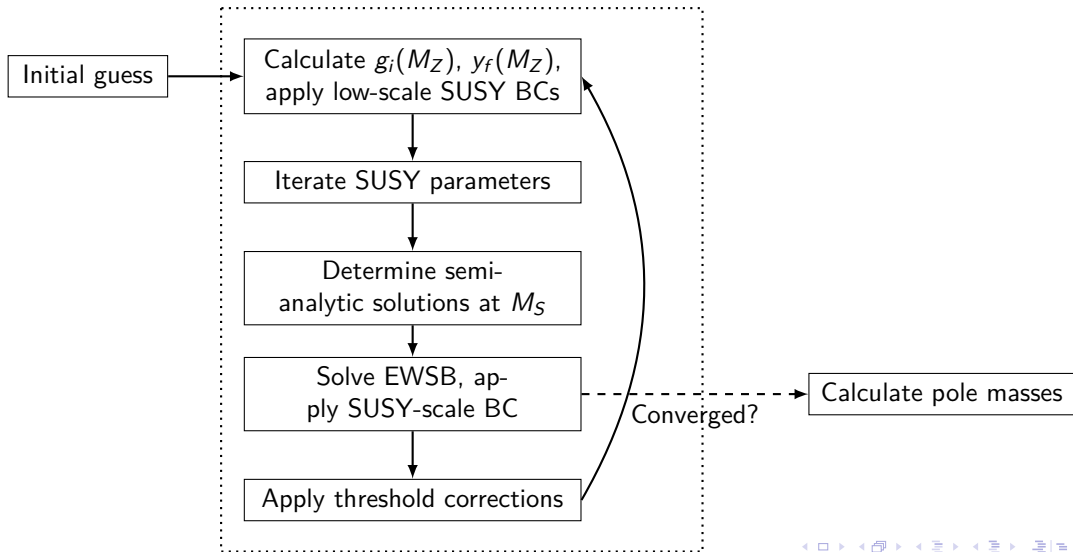 Initial guess
Calculate g_i(M_Z), y_f(M_Z),
apply low-scale SUSY BCs
Iterate SUSY parameters
Determine semi-
analytic solutions at M_S
Solve EWSB, ap-
ply SUSY-scale BC
Converged?
Calculate pole masses
Apply threshold corrections